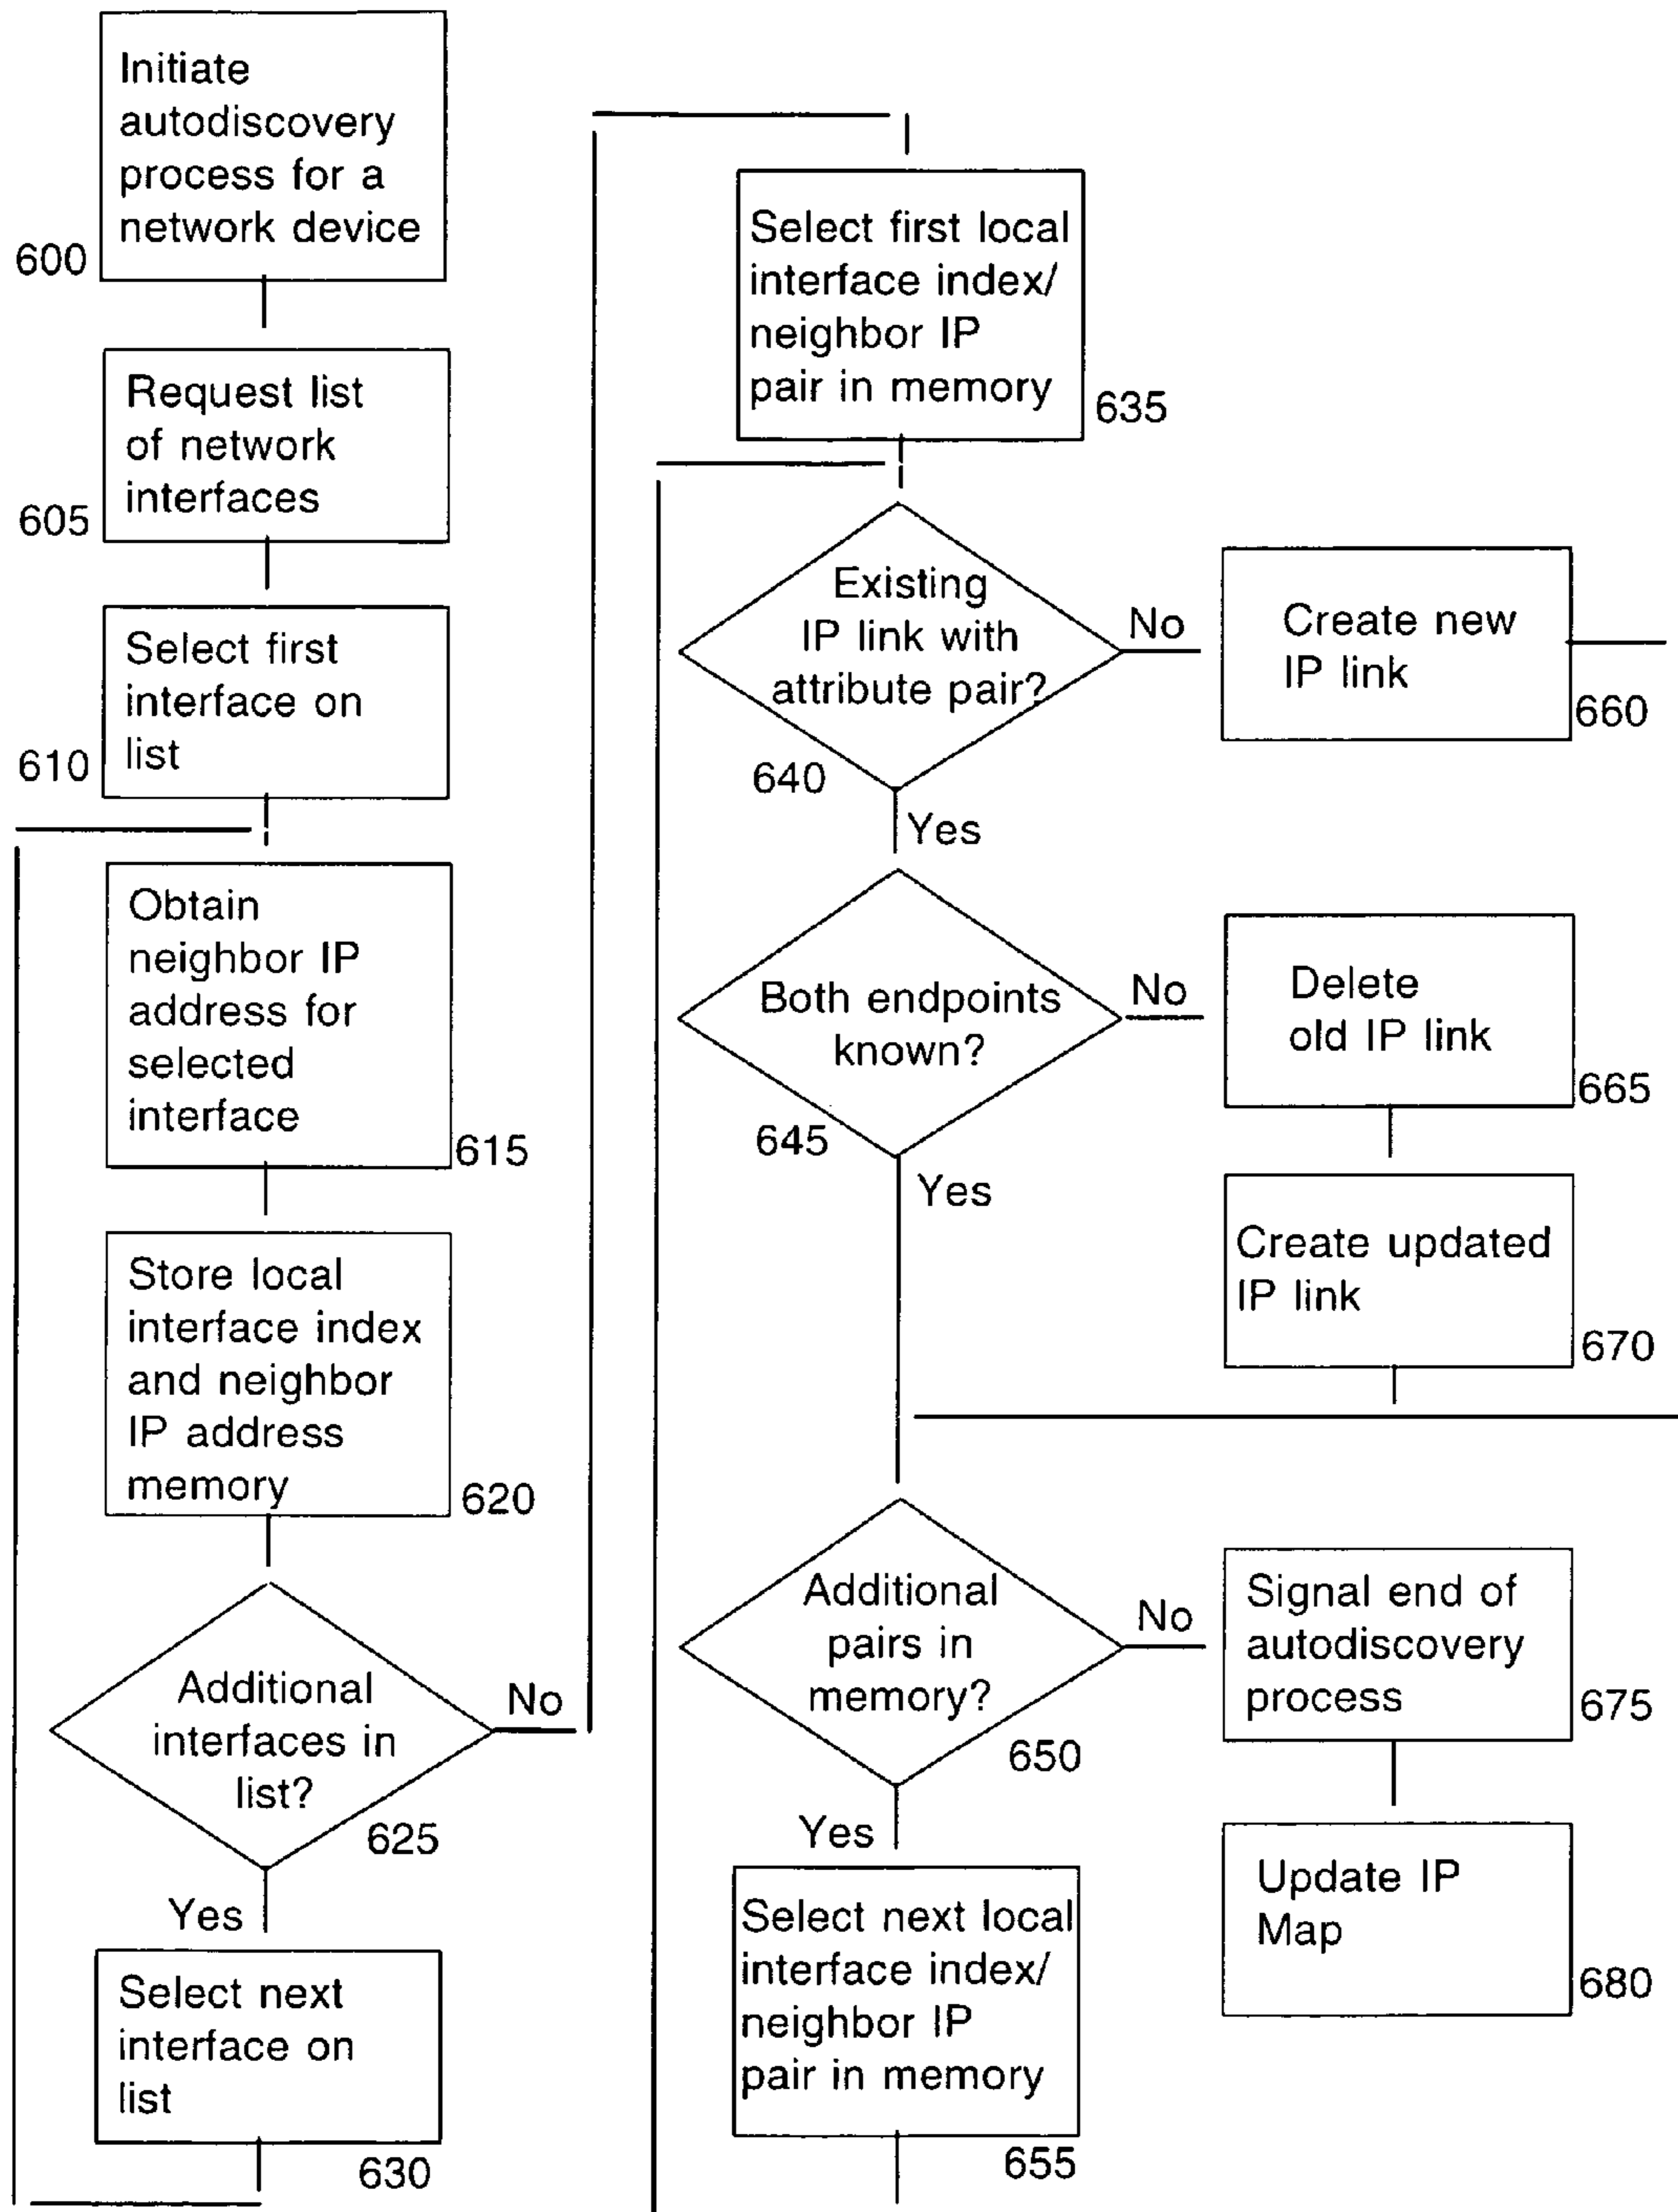 Initiate
autodiscovery
process for a
network device
600
Request list
of network
interfaces
605
Select first
interface on
list
610
Obtain
neighbor IP
address for
selected
interface
615
Store local
interface index
and neighbor
IP address
memory
620
Additional
interfaces in
list?
625
No
Yes
Select next
interface on
list
630
Select first local
interface index/
neighbor IP
pair in memory
635
Existing
IP link with
attribute pair?
640
No
Yes
Create new
IP link
660
Both endpoints
known?
645
No
Yes
Delete
old IP link
665
Create updated
IP link
670
Additional
pairs in
memory?
650
No
Yes
Select next local
interface index/
neighbor IP
pair in memory
655
Signal end of
autodiscovery
process
675
Update IP
Map
680